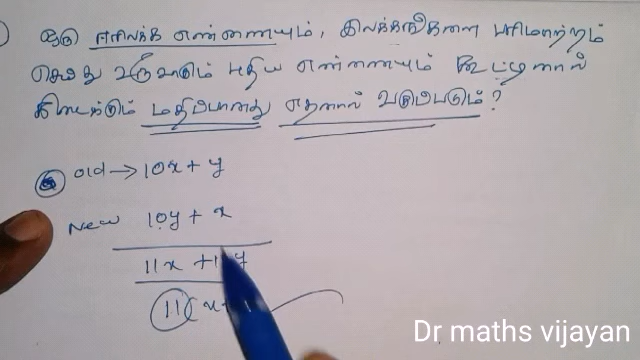 ஒரு ஈரிலக்க எண்ணையும், இலக்கங்களை பரிமாற்றம்
செய்து வருவாகும் புதிய எண்ணையும் கூட்டினால்
கிடைக்கும் மதிப்பானது எதனால் வகுபடும்?
old → 10x + y
New 10y + x
11x + y
11 ( x
Dr maths vijayan